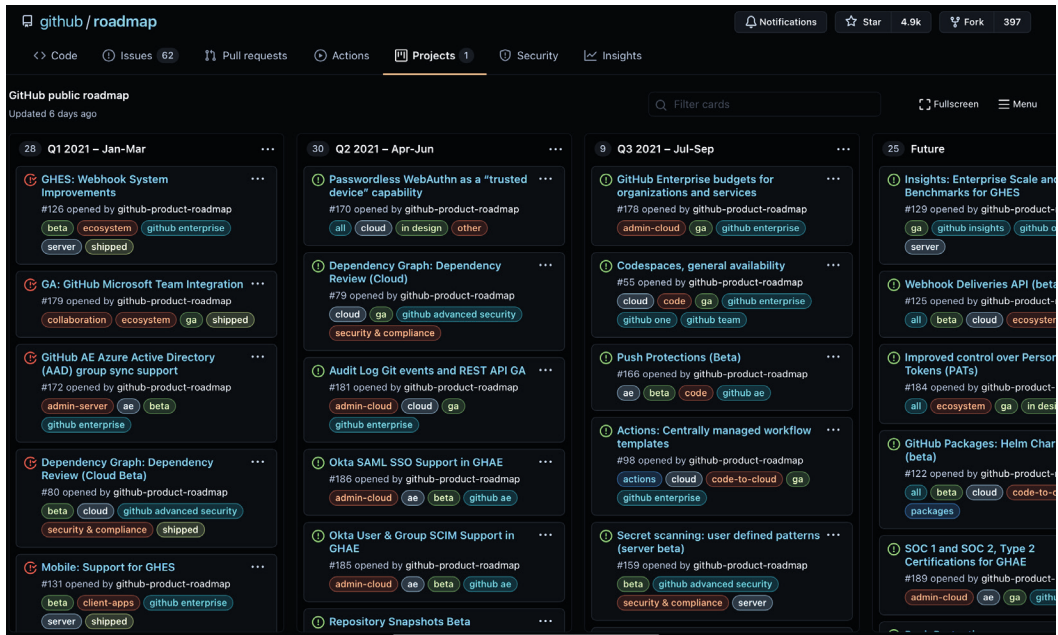 github / roadmap
Notifications
Star 4.9k
Fork 397
Code
Issues 62
Pull requests
Actions
Projects 1
Security
Insights
GitHub public roadmap
Updated 6 days ago
Filter cards
Fullscreen
Menu
28 Q1 2021 – Jan-Mar ...
GHES: Webhook System ...
Improvements
#126 opened by github-product-roadmap
beta ecosystem github enterprise
server shipped
GA: GitHub Microsoft Team Integration ...
#179 opened by github-product-roadmap
collaboration ecosystem ga shipped
GitHub AE Azure Active Directory ...
(AAD) group sync support
#172 opened by github-product-roadmap
admin-server ae beta
github enterprise
Dependency Graph: Dependency ...
Review (Cloud Beta)
#80 opened by github-product-roadmap
beta cloud github advanced security
security & compliance shipped
Mobile: Support for GHES ...
#131 opened by github-product-roadmap
beta client-apps github enterprise
server shipped
30 Q2 2021 – Apr-Jun ...
Passwordless WebAuthn as a “trusted ...
device” capability
#170 opened by github-product-roadmap
all cloud in design other
Dependency Graph: Dependency ...
Review (Cloud)
#79 opened by github-product-roadmap
cloud ga github advanced security
security & compliance
Audit Log Git events and REST API GA ...
#181 opened by github-product-roadmap
admin-cloud cloud ga
github enterprise
Okta SAML SSO Support in GHAE ...
#186 opened by github-product-roadmap
admin-cloud ae beta github ae
Okta User & Group SCIM Support in ...
GHAE
#185 opened by github-product-roadmap
admin-cloud ae beta github ae
Repository Snapshots Beta ...
9 Q3 2021 – Jul-Sep ...
GitHub Enterprise budgets for ...
organizations and services
#178 opened by github-product-roadmap
admin-cloud ga github enterprise
Codespaces, general availability ...
#55 opened by github-product-roadmap
cloud code ga github enterprise
github one github team
Push Protections (Beta) ...
#166 opened by github-product-roadmap
ae beta code github ae
Actions: Centrally managed workflow ...
templates
#98 opened by github-product-roadmap
actions cloud code-to-cloud ga
github enterprise
Secret scanning: user defined patterns ...
(server beta)
#159 opened by github-product-roadmap
beta github advanced security
security & compliance server
25 Future
Insights: Enterprise Scale and
Benchmarks for GHES
#129 opened by github-product-
ga github insights github o
server
Webhook Deliveries API (beta
#125 opened by github-product-
all beta cloud ecosyster
Improved control over Person
Tokens (PATs)
#184 opened by github-product-
all ecosystem ga in desi
GitHub Packages: Helm Char
(beta)
#122 opened by github-product-
all beta cloud code-to-c
packages
SOC 1 and SOC 2, Type 2
Certifications for GHAE
#189 opened by github-product-
admin-cloud ae ga githu